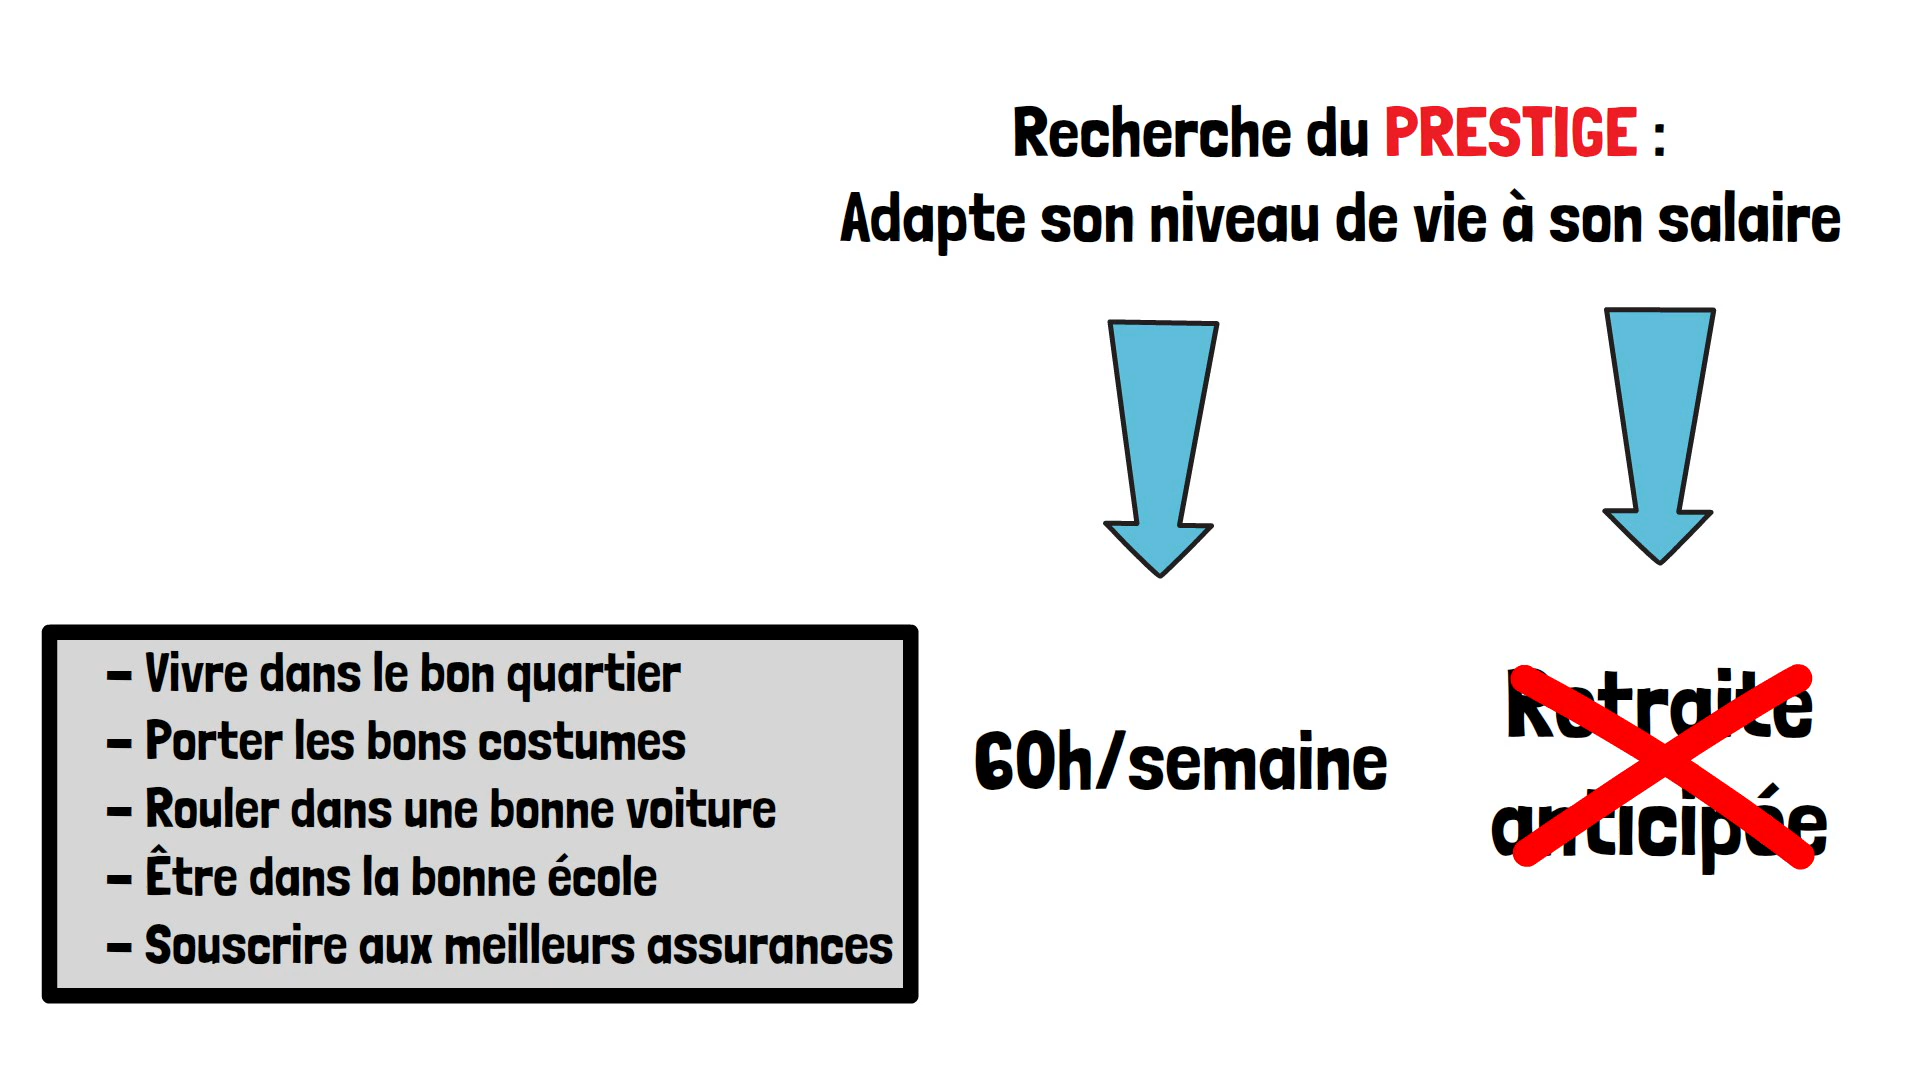 Recherche du PRESTIGE :
Adapte son niveau de vie à son salaire
– Vivre dans le bon quartier
– Porter les bons costumes
– Rouler dans une bonne voiture
– Être dans la bonne école
– Souscrire aux meilleurs assurances
60h/semaine
Retraite
anticipée